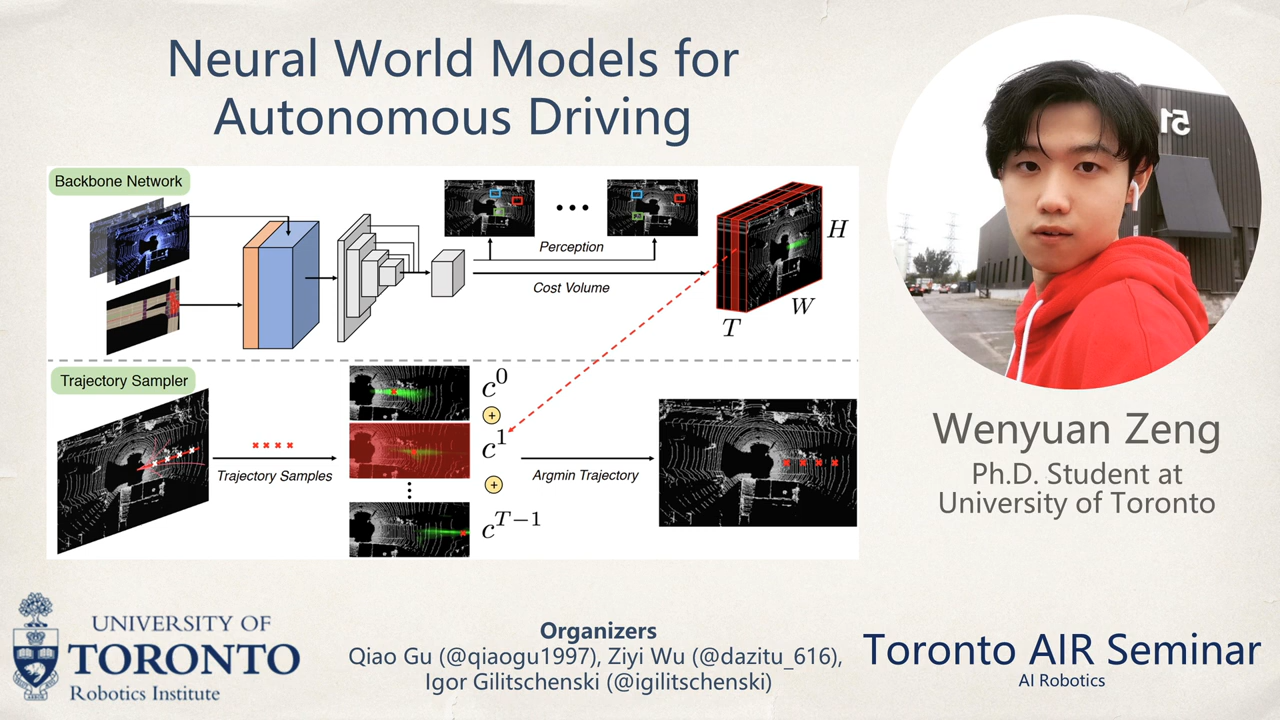 Neural World Models for
Autonomous Driving
Backbone Network
Perception
Cost Volume
H
W
T
Trajectory Sampler
Trajectory Samples
c^0
+
c^1
+
c^{T-1}
Argmin Trajectory
51
Wenyuan Zeng
Ph.D. Student at
University of Toronto
UNIVERSITY OF
TORONTO
Robotics Institute
Organizers
Qiao Gu (@qiaogu1997), Ziyi Wu (@dazitu_616),
Igor Gilitschenski (@igilitschenski)
Toronto AIR Seminar
AI Robotics